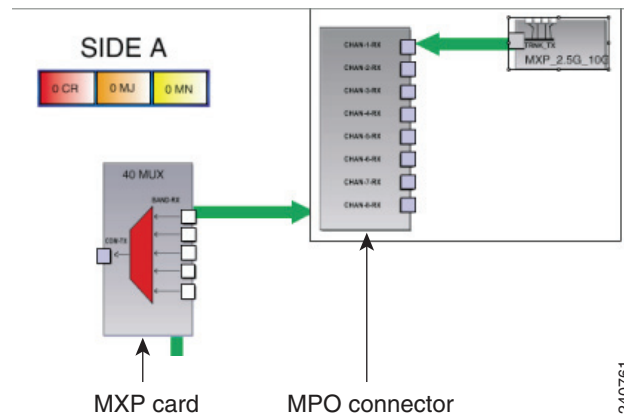 SIDE A
0 CR 0 MJ 0 MN
CHAN-1-RX
CHAN-2-RX
CHAN-3-RX
CHAN-4-RX
CHAN-5-RX
CHAN-6-RX
CHAN-7-RX
CHAN-8-RX
TRNK_TX
MXP_2.5G_10G
40 MUX
BAND-RX
COM-TX
MXP card
MPO connector
240761